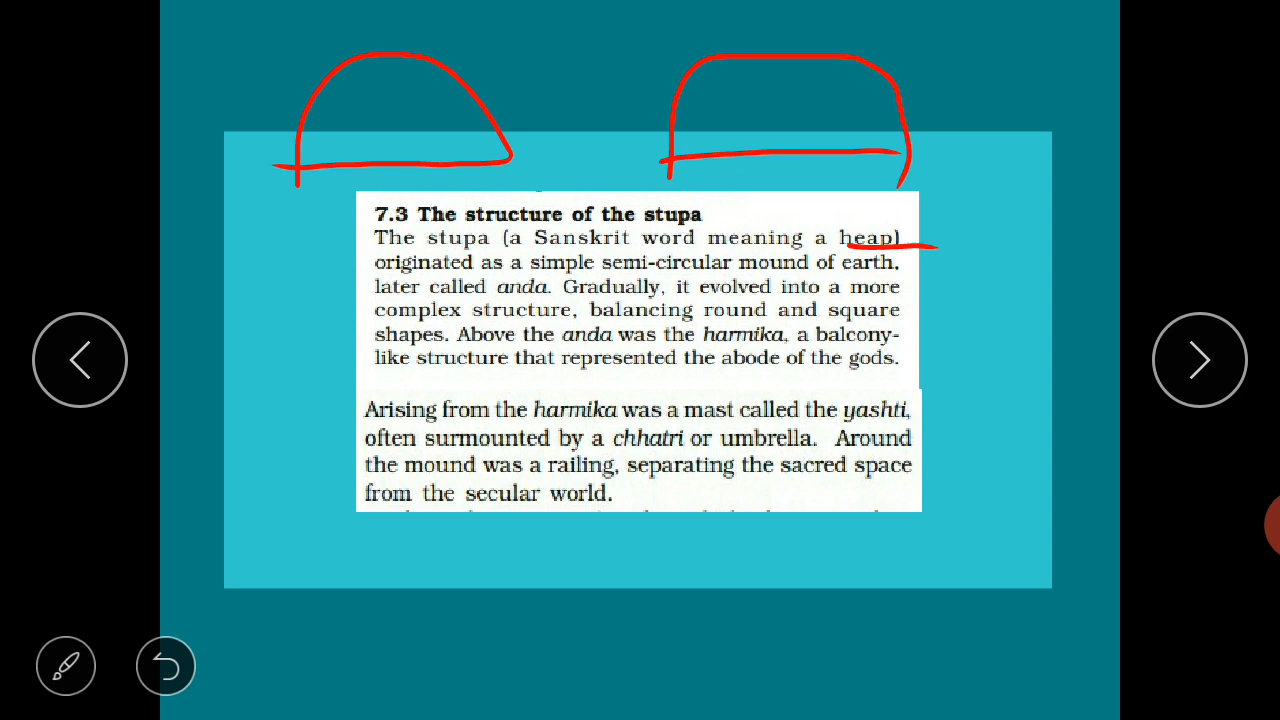 7.3 The structure of the stupa
The stupa (a Sanskrit word meaning a heap)
originated as a simple semi-circular mound of earth,
later called anda. Gradually, it evolved into a more
complex structure, balancing round and square
shapes. Above the anda was the harmika, a balcony-
like structure that represented the abode of the gods.
Arising from the harmika was a mast called the yashti,
often surmounted by a chhatri or umbrella. Around
the mound was a railing, separating the sacred space
from the secular world.